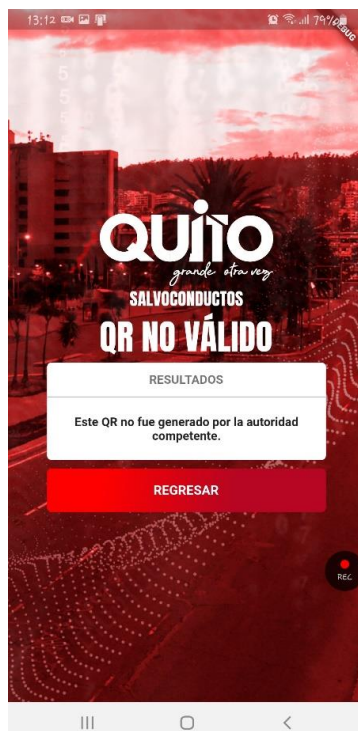 13:12
79%
DEBUG
QUITO
grande otra vez
SALVOCONDUCTOS
QR NO VÁLIDO
RESULTADOS
Este QR no fue generado por la autoridad
competente.
REGRESAR
REC